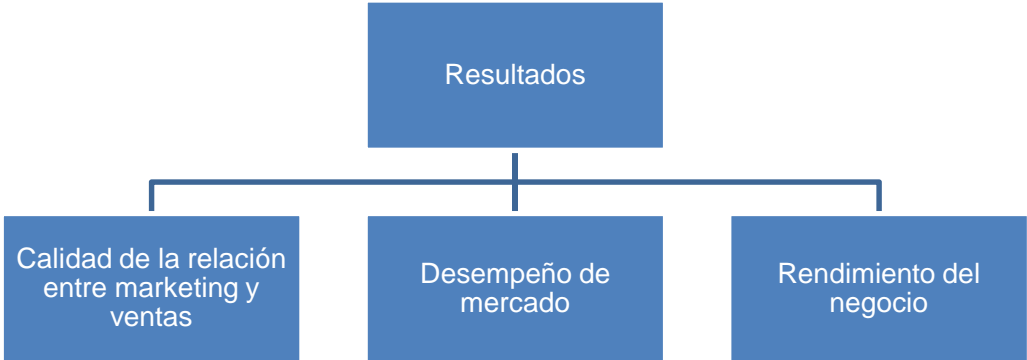 Resultados
Calidad de la relación
entre marketing y
ventas
Desempeño de
mercado
Rendimiento del
negocio